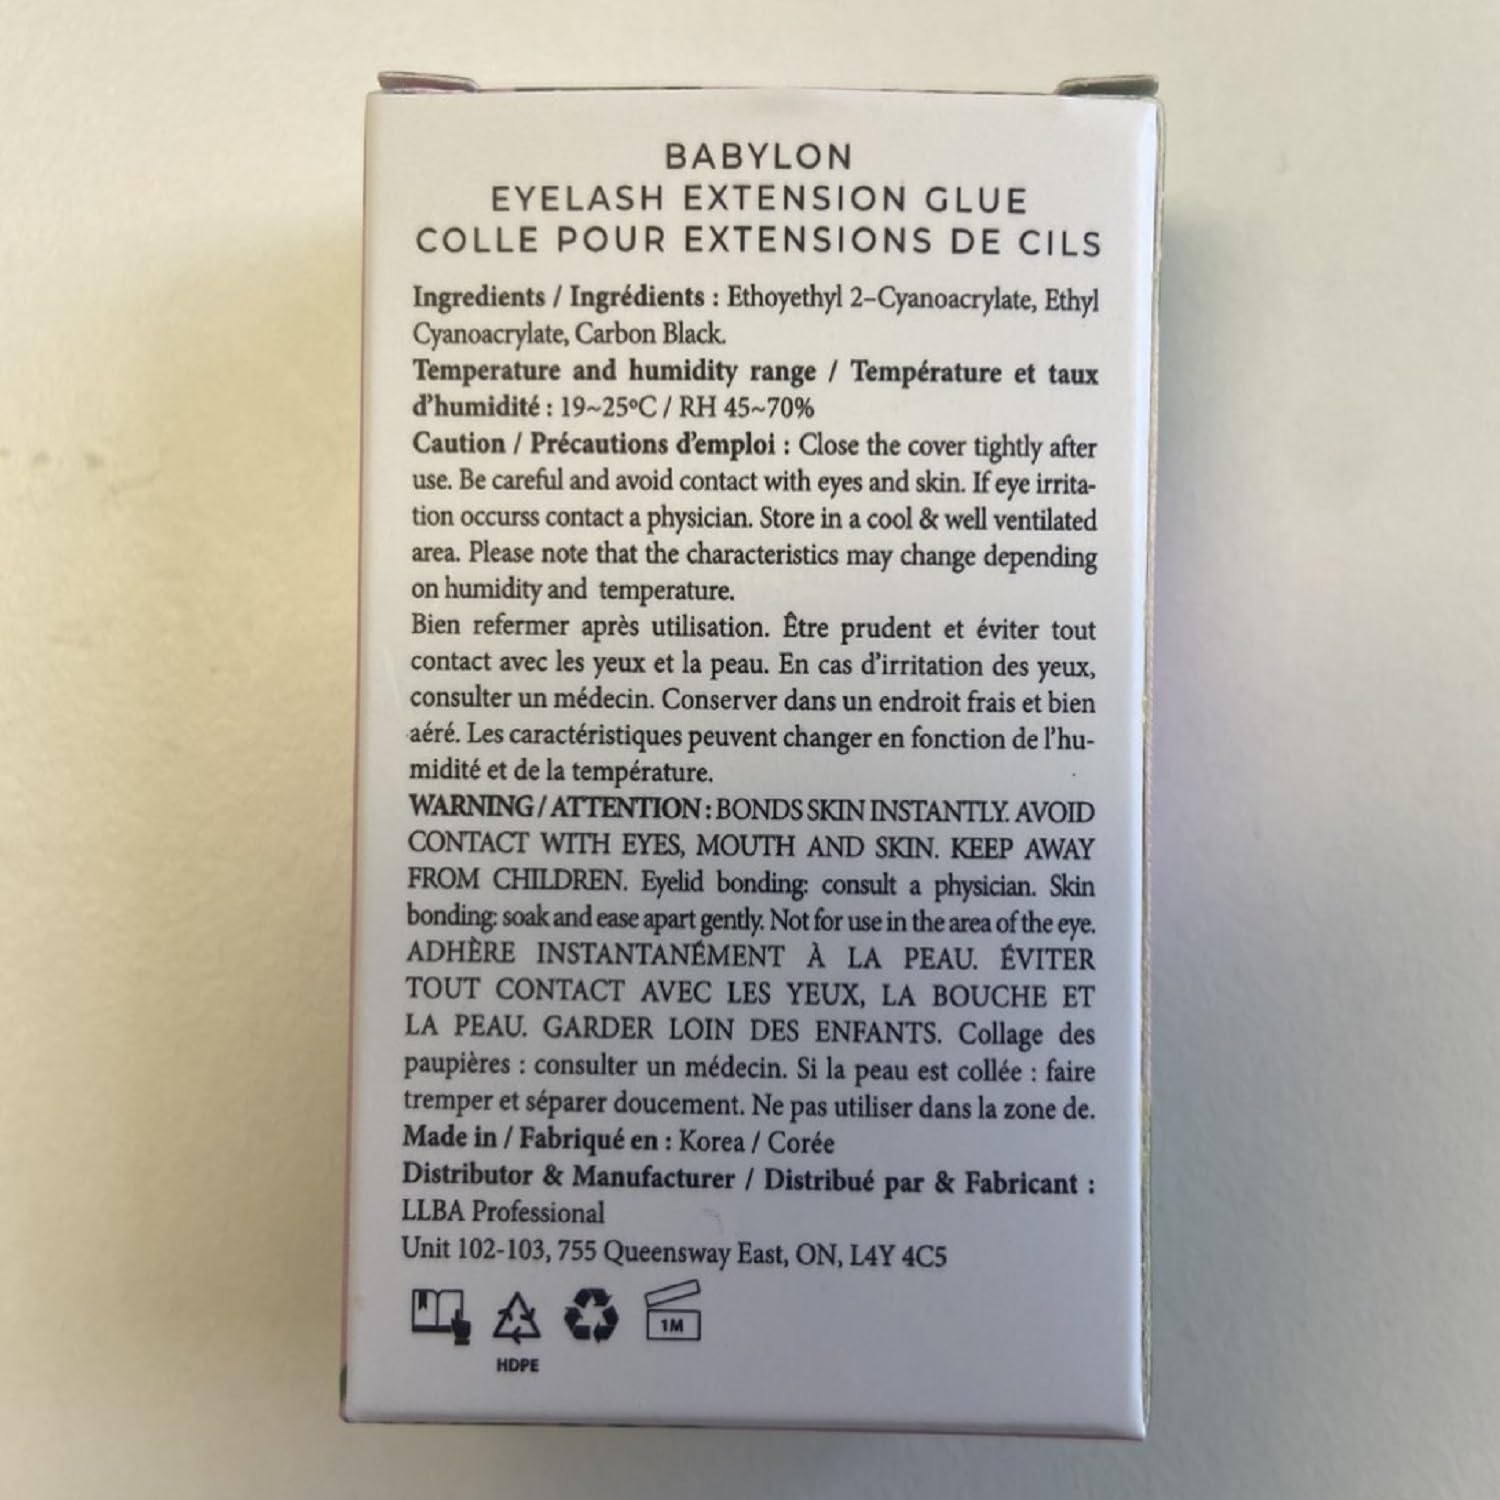 BABYLON
EYELASH EXTENSION GLUE
COLLE POUR EXTENSIONS DE CILS
Ingredients / Ingrédients : Ethoyethyl 2–Cyanoacrylate, Ethyl
Cyanoacrylate, Carbon Black.
Temperature and humidity range / Température et taux
d’humidité : 19~25ºC / RH 45~70%
Caution / Précautions d’emploi : Close the cover tightly after
use. Be careful and avoid contact with eyes and skin. If eye irrita-
tion occurss contact a physician. Store in a cool & well ventilated
area. Please note that the characteristics may change depending
on humidity and temperature.
Bien refermer après utilisation. Être prudent et éviter tout
contact avec les yeux et la peau. En cas d’irritation des yeux,
consulter un médecin. Conserver dans un endroit frais et bien
aéré. Les caractéristiques peuvent changer en fonction de l’hu-
midité et de la température.
WARNING / ATTENTION : BONDS SKIN INSTANTLY. AVOID
CONTACT WITH EYES, MOUTH AND SKIN. KEEP AWAY
FROM CHILDREN. Eyelid bonding: consult a physician. Skin
bonding: soak and ease apart gently. Not for use in the area of the eye.
ADHÈRE INSTANTANÉMENT À LA PEAU. ÉVITER
TOUT CONTACT AVEC LES YEUX, LA BOUCHE ET
LA PEAU. GARDER LOIN DES ENFANTS. Collage des
paupières : consulter un médecin. Si la peau est collée : faire
tremper et séparer doucement. Ne pas utiliser dans la zone de.
Made in / Fabriqué en : Korea / Corée
Distributor & Manufacturer / Distribué par & Fabricant :
LLBA Professional
Unit 102-103, 755 Queensway East, ON, L4Y 4C5
1M
HDPE